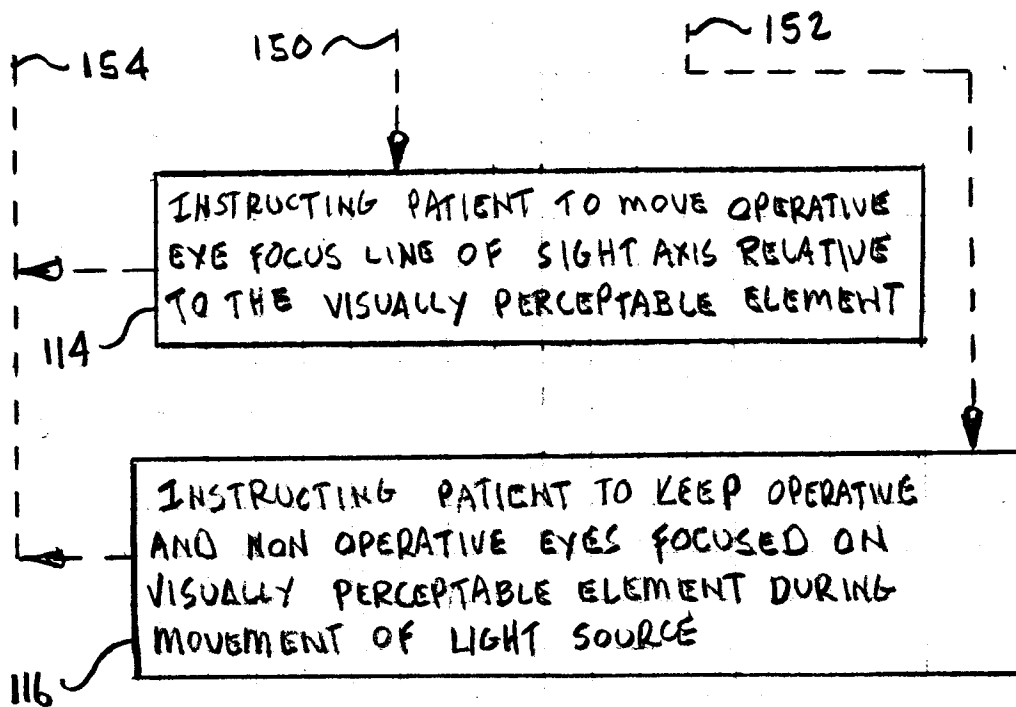 154
150
152
INSTRUCTING PATIENT TO MOVE OPERATIVE
EYE FOCUS LINE OF SIGHT AXIS RELATIVE
TO THE VISUALLY PERCEPTABLE ELEMENT
114
INSTRUCTING PATIENT TO KEEP OPERATIVE
AND NON OPERATIVE EYES FOCUSED ON
VISUALLY PERCEPTABLE ELEMENT DURING
MOVEMENT OF LIGHT SOURCE
116